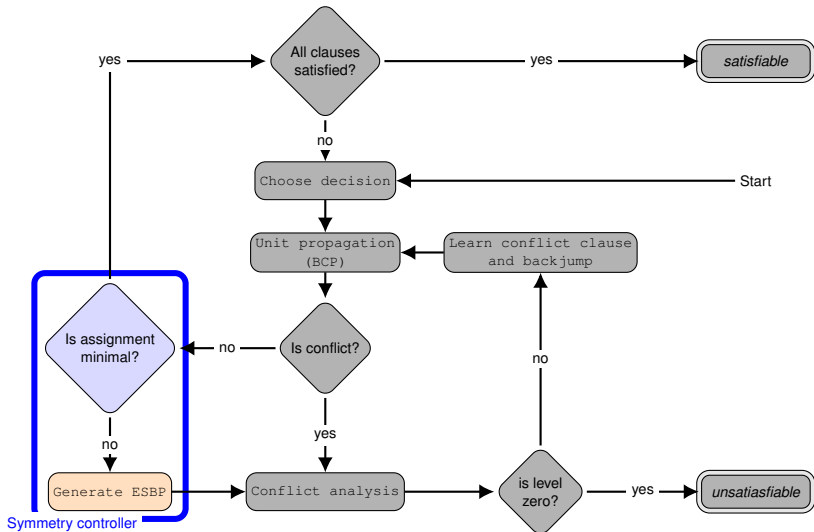 All clauses
satisfied?
yes
yes
satisfiable
no
Choose decision
Start
Unit propagation
(BCP)
Learn conflict clause
and backjump
Is assignment
minimal?
no
Is conflict?
no
yes
no
Generate ESBP
Conflict analysis
is level
zero?
yes
unsatiasfiable
Symmetry controller